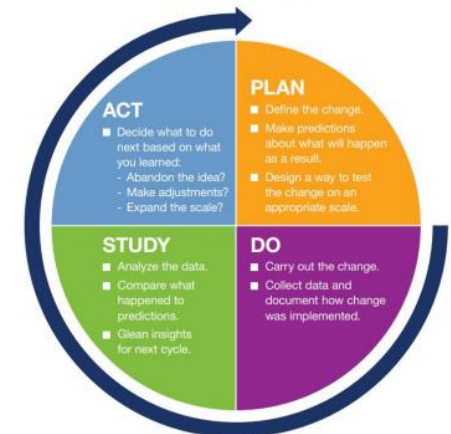 ACT
■ Decide what to do
next based on what
you learned:
- Abandon the idea?
- Make adjustments?
- Expand the scale?
PLAN
■ Define the change.
■ Make predictions
about what will happen
as a result.
■ Design a way to test
the change on an
appropriate scale.
STUDY
■ Analyze the data.
■ Compare what
happened to
predictions.
■ Glean insights
for next cycle.
DO
■ Carry out the change.
■ Collect data and
document how change
was implemented.